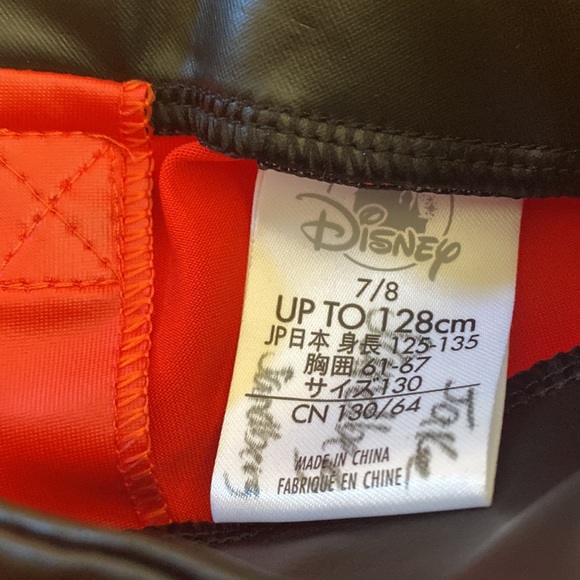 Disney
7/8
UP TO 128cm
JP日本 身長 125-135
胸囲 61-67
サイズ 130
CN 130/64
MADE IN CHINA
FABRIQUÉ EN CHINE